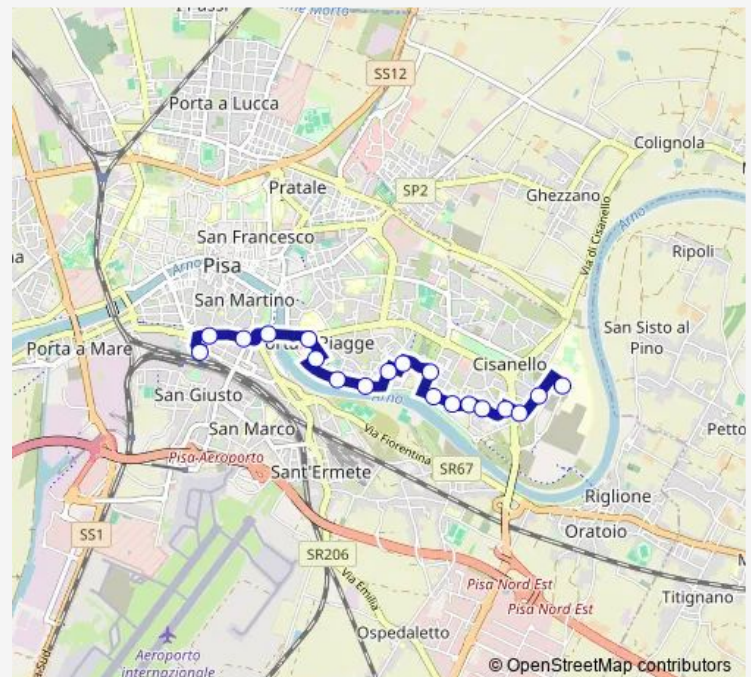 SS12
Porta a Lucca
Colignola
Pratale
SP2
Ghezzano
Arno
Via di Cisanello
San Francesco
Ripoli
Arno
Pisa
San Martino
San Sisto al
Pino
Porta a Mare
Piagge
Cisanello
San Giusto
Arno
San Marco
Via Fiorentina
Pisa-Aeroporto
Sant'Ermete
SR67
Riglione
SS1
Oratoio
SR206
Pisa Nord Est
Via Emilia
Pisa Nord Est
Titignano
Ospedaletto
Aeroporto
internazionale
© OpenStreetMap contributors